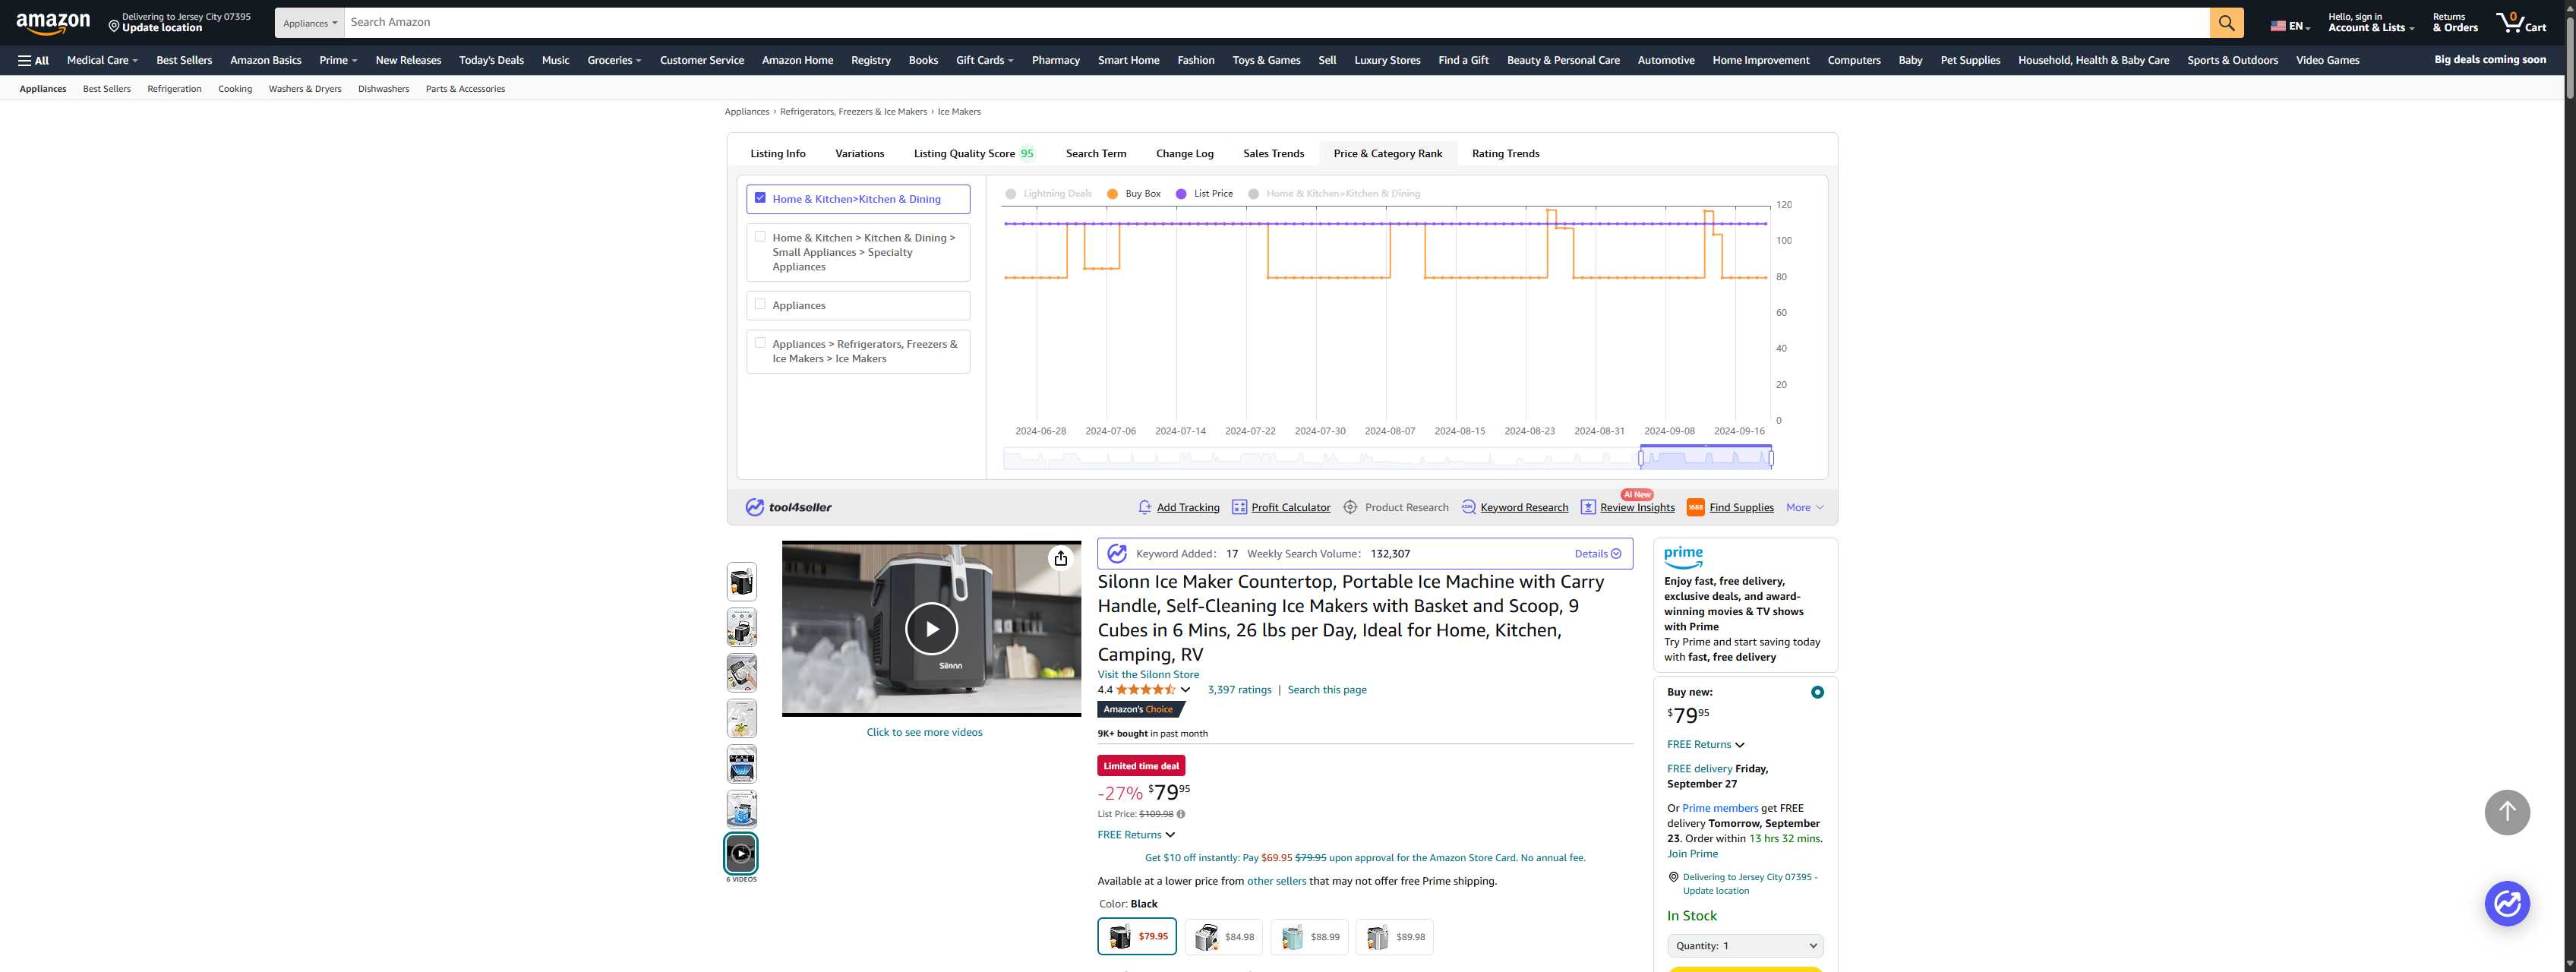 amazon
Delivering to Jersey City 07395
Update location
Appliances
Search Amazon
EN
Hello, sign in
Account & Lists
Returns
& Orders
0
Cart
All
Medical Care
Best Sellers
Amazon Basics
Prime
New Releases
Today's Deals
Music
Groceries
Customer Service
Amazon Home
Registry
Books
Gift Cards
Pharmacy
Smart Home
Fashion
Toys & Games
Sell
Luxury Stores
Find a Gift
Beauty & Personal Care
Automotive
Home Improvement
Computers
Baby
Pet Supplies
Household, Health & Baby Care
Sports & Outdoors
Video Games
Big deals coming soon
Appliances
Best Sellers
Refrigeration
Cooking
Washers & Dryers
Dishwashers
Parts & Accessories
Appliances › Refrigerators, Freezers & Ice Makers › Ice Makers
Listing Info
Variations
Listing Quality Score 95
Search Term
Change Log
Sales Trends
Price & Category Rank
Rating Trends
Home & Kitchen>Kitchen & Dining
Home & Kitchen > Kitchen & Dining >
Small Appliances > Specialty
Appliances
Appliances
Appliances > Refrigerators, Freezers &
Ice Makers > Ice Makers
Lightning Deals
Buy Box
List Price
Home & Kitchen>Kitchen & Dining
120
100
80
60
40
20
0
2024-06-28
2024-07-06
2024-07-14
2024-07-22
2024-07-30
2024-08-07
2024-08-15
2024-08-23
2024-08-31
2024-09-08
2024-09-16
tool4seller
Add Tracking
Profit Calculator
Product Research
Keyword Research
AI New
Review Insights
1688
Find Supplies
More
Keyword Added: 17 Weekly Search Volume: 132,307
Details
Silonn Ice Maker Countertop, Portable Ice Machine with Carry
Handle, Self-Cleaning Ice Makers with Basket and Scoop, 9
Cubes in 6 Mins, 26 lbs per Day, Ideal for Home, Kitchen,
Camping, RV
Visit the Silonn Store
4.4
3,397 ratings | Search this page
Amazon's Choice
9K+ bought in past month
Limited time deal
-27% $79 95
List Price: $109.98
FREE Returns
Get $10 off instantly: Pay $69.95 $79.95 upon approval for the Amazon Store Card. No annual fee.
Available at a lower price from other sellers that may not offer free Prime shipping.
Color: Black
$79.95
$84.98
$88.99
$89.98
Silonn
Click to see more videos
6 VIDEOS
prime
Enjoy fast, free delivery,
exclusive deals, and award-
winning movies & TV shows
with Prime
Try Prime and start saving today
with fast, free delivery
Buy new:
$79 95
FREE Returns
FREE delivery Friday,
September 27
Or Prime members get FREE
delivery Tomorrow, September
23. Order within 13 hrs 32 mins.
Join Prime
Delivering to Jersey City 07395 -
Update location
In Stock
Quantity: 1